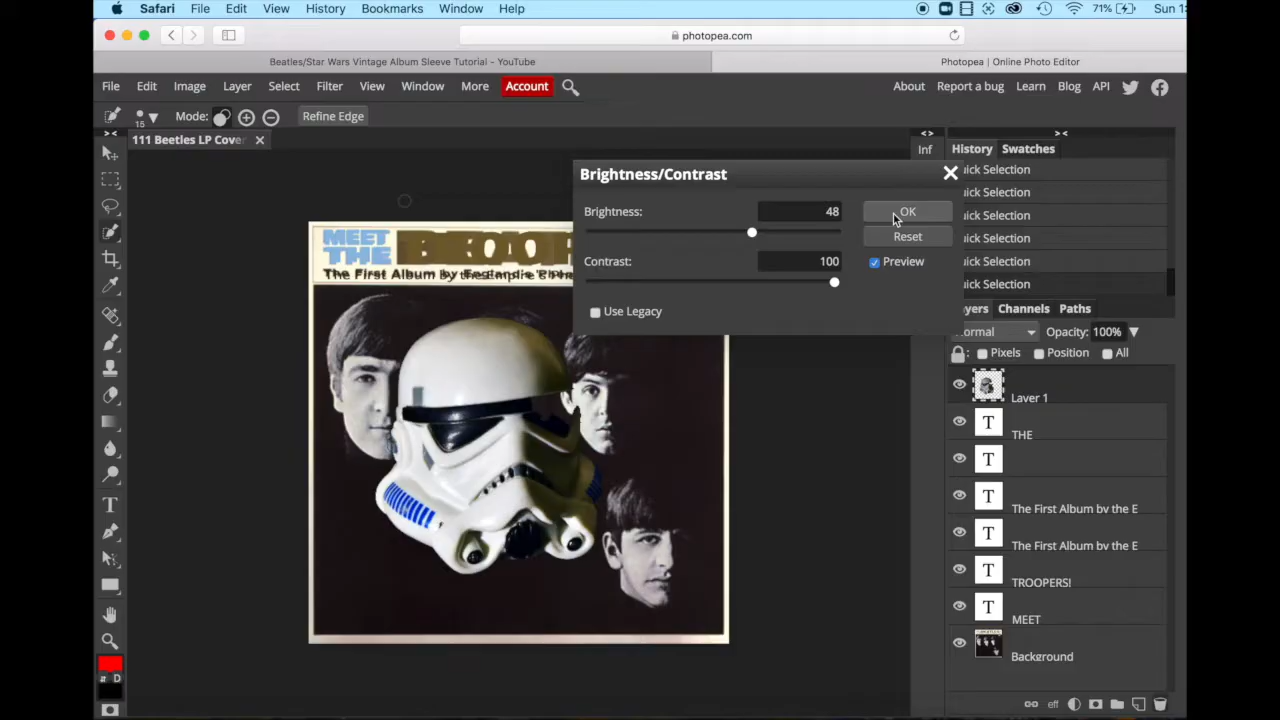 Safari File Edit View History Bookmarks Window Help 71% Sun 1:
photopea.com
Beatles/Star Wars Vintage Album Sleeve Tutorial – YouTube
Photopea | Online Photo Editor
File Edit Image Layer Select Filter View Window More Account About Report a bug Learn Blog API
15 Mode: Refine Edge
> < 111 Beetles LP Cove < > > <
Inf History Swatches
uick Selection
uick Selection
uick Selection
uick Selection
uick Selection
uick Selection
Brightness/Contrast
Brightness: 48 OK
Reset
Contrast: 100 Preview
Use Legacy
MEET
THE
The First Album by
yers Channels Paths
ormal Opacity: 100%
Pixels Position All
Layer 1
THE
The First Album by the E
The First Album by the E
TROOPERS!
MEET
Background
T
D
eff